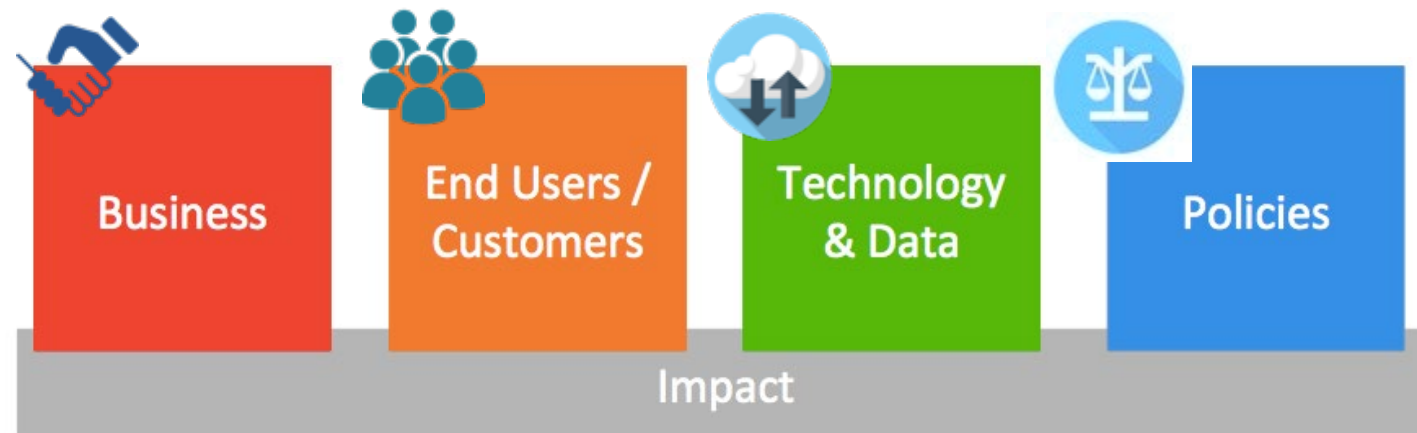 Business
End Users /
Customers
Technology
& Data
Policies
Impact